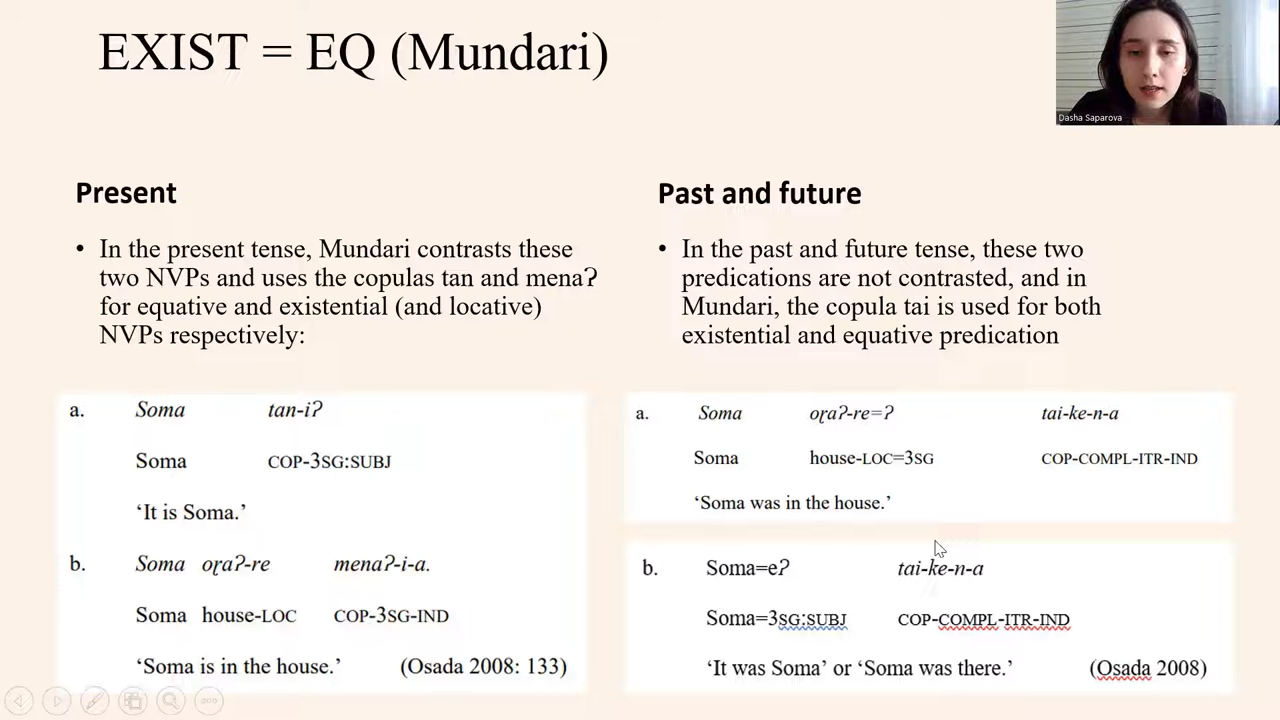 EXIST = EQ (Mundari)
Dasha Saparova
Present
• In the present tense, Mundari contrasts these
two NVPs and uses the copulas tan and menaʔ
for equative and existential (and locative)
NVPs respectively:
a. Soma tan-iʔ
Soma COP-3SG:SUBJ
‘It is Soma.’
b. Soma oɽaʔ-re menaʔ-i-a.
Soma house-LOC COP-3SG-IND
‘Soma is in the house.’ (Osada 2008: 133)
Past and future
• In the past and future tense, these two
predications are not contrasted, and in
Mundari, the copula tai is used for both
existential and equative predication
a. Soma oɽaʔ-re=ʔ tai-ke-n-a
Soma house-LOC=3SG COP-COMPL-ITR-IND
‘Soma was in the house.’
b. Soma=eʔ tai-ke-n-a
Soma=3SG:SUBJ COP-COMPL-ITR-IND
‘It was Soma’ or ‘Soma was there.’ (Osada 2008)